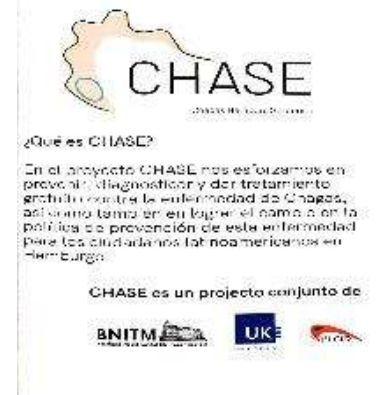 CHASE
¿Qué es CHASE?
En el proyecto CHASE nos esforzamos en
prevenir, diagnosticar y dar tratamiento
gratuito contra la enfermedad de Chagas,
así como también en lograr el cambio en la
política de prevención de esta enfermedad
para los ciudadanos latinoamericanos en
Hamburgo.
CHASE es un projecto conjunto de
BNITM
UKE